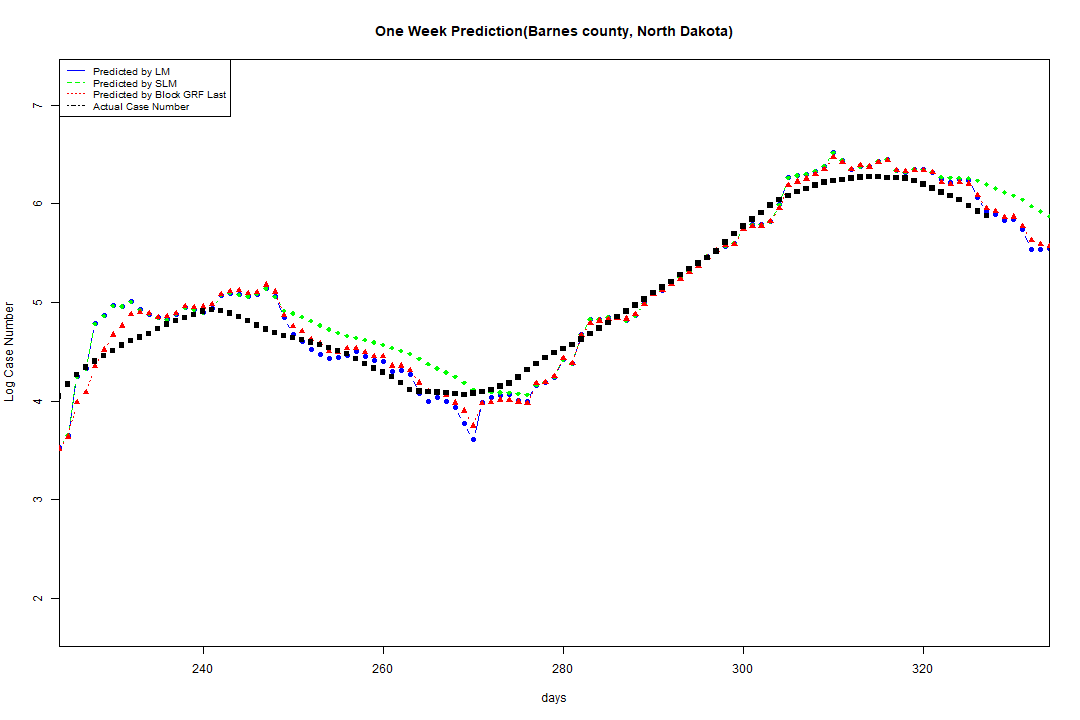 One Week Prediction(Barnes county, North Dakota)
Predicted by LM
Predicted by SLM
Predicted by Block GRF Last
Actual Case Number
7
6
5
4
3
2
Log Case Number
240 260 280 300 320
days